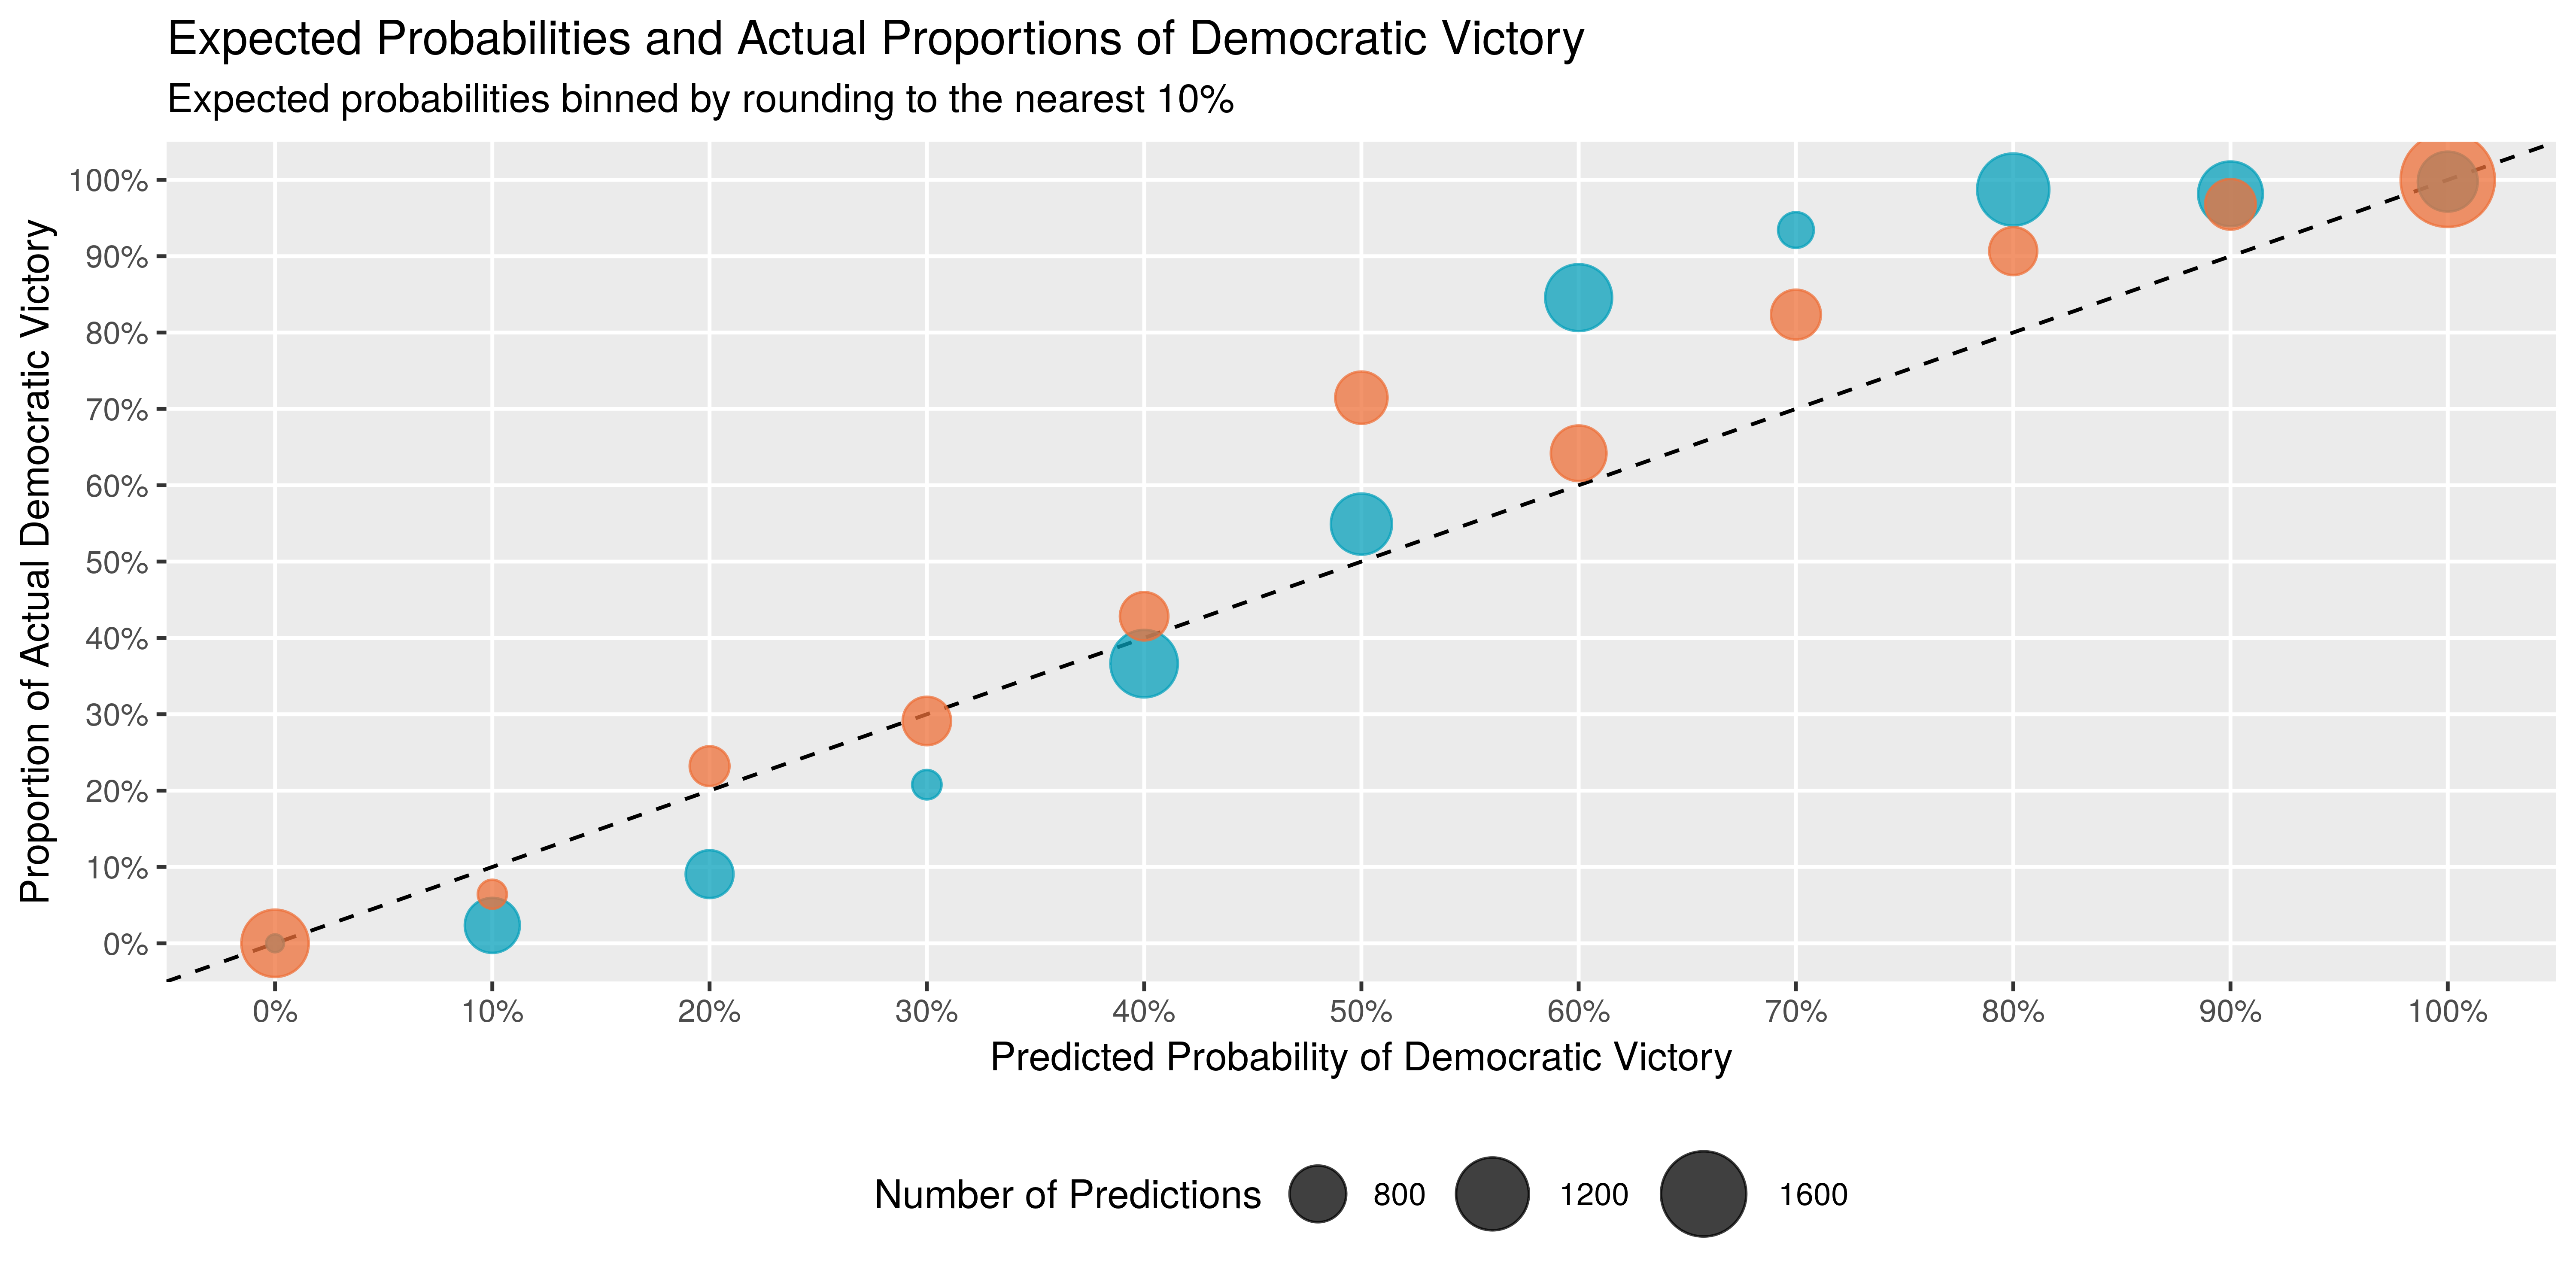 Expected Probabilities and Actual Proportions of Democratic Victory
Expected probabilities binned by rounding to the nearest 10%
Proportion of Actual Democratic Victory
100%
90%
80%
70%
60%
50%
40%
30%
20%
10%
0%
0% 10% 20% 30% 40% 50% 60% 70% 80% 90% 100%
Predicted Probability of Democratic Victory
Number of Predictions 800 1200 1600